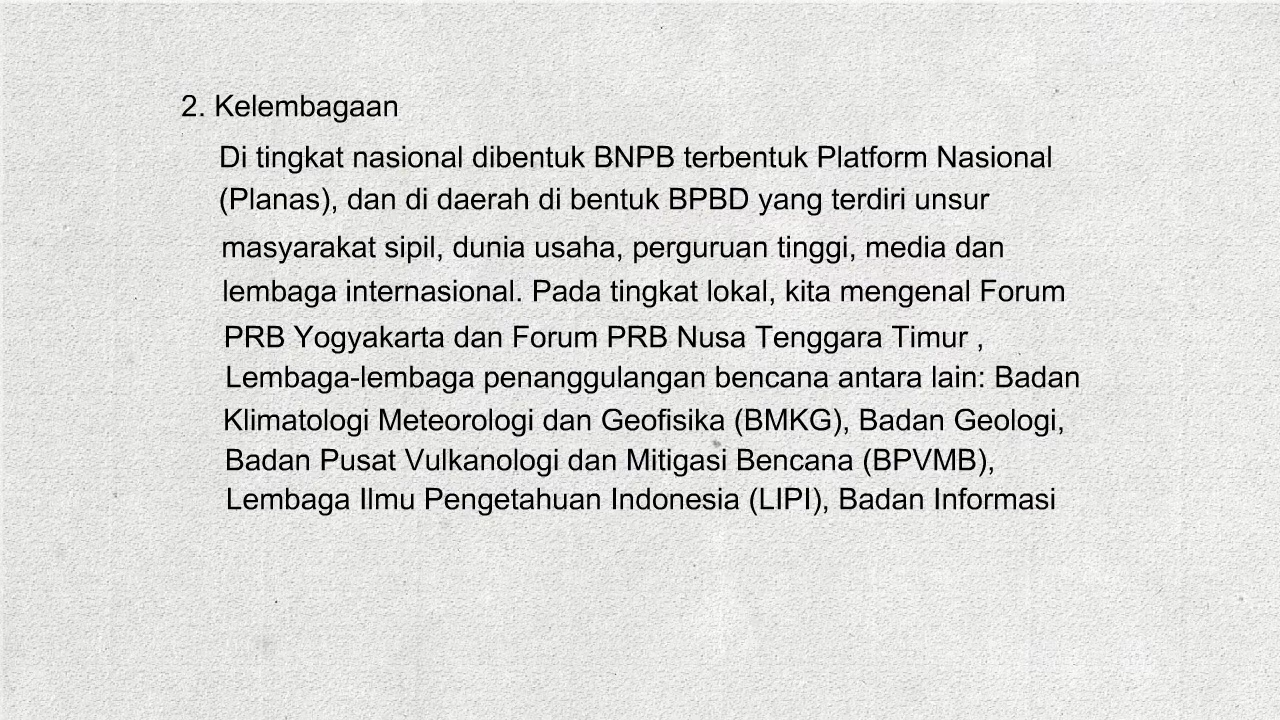 2. Kelembagaan
Di tingkat nasional dibentuk BNPB terbentuk Platform Nasional
(Planas), dan di daerah di bentuk BPBD yang terdiri unsur
masyarakat sipil, dunia usaha, perguruan tinggi, media dan
lembaga internasional. Pada tingkat lokal, kita mengenal Forum
PRB Yogyakarta dan Forum PRB Nusa Tenggara Timur ,
Lembaga-lembaga penanggulangan bencana antara lain: Badan
Klimatologi Meteorologi dan Geofisika (BMKG), Badan Geologi,
Badan Pusat Vulkanologi dan Mitigasi Bencana (BPVMB),
Lembaga Ilmu Pengetahuan Indonesia (LIPI), Badan Informasi